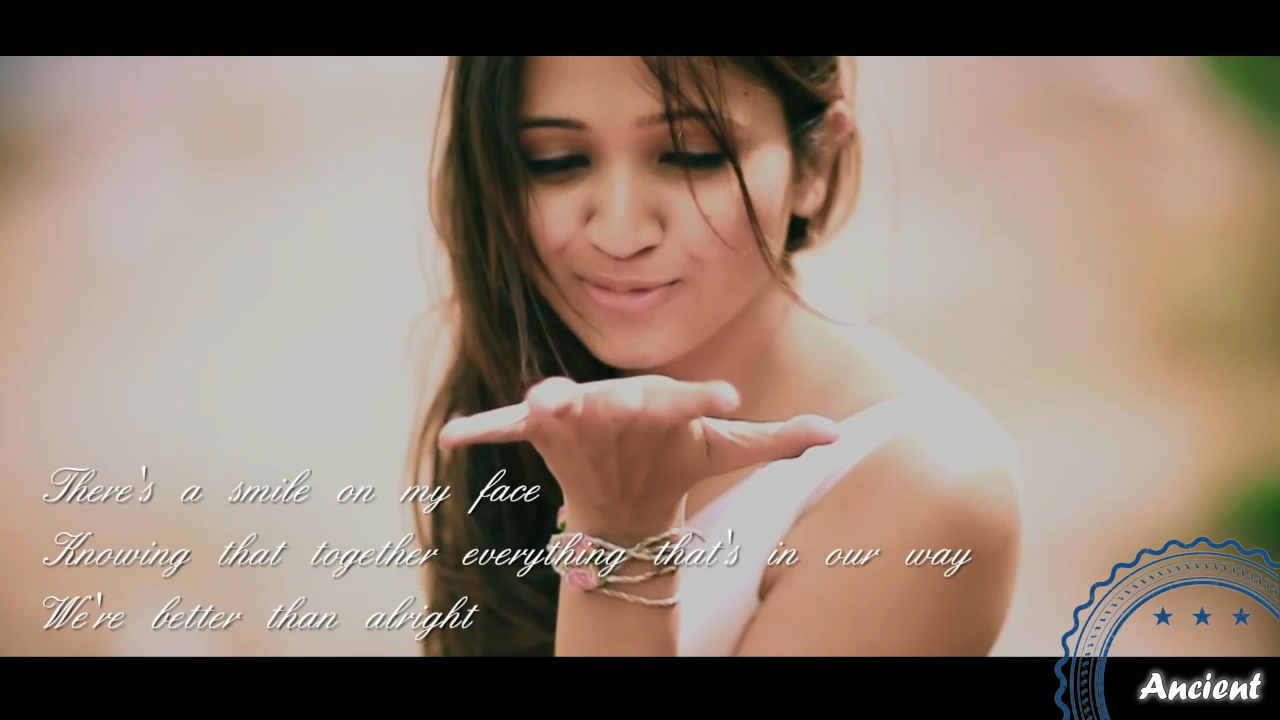 There's a smile on my face
Knowing that together everything that's in our way
We're better than alright
Ancient